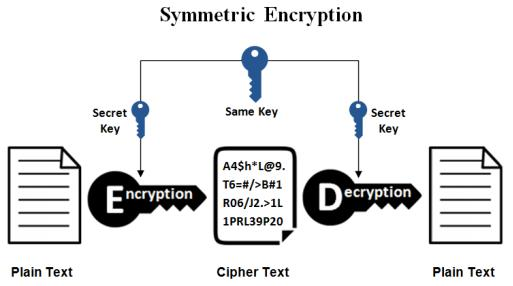 Symmetric Encryption
Secret
Key
Same Key
Secret
Key
Encryption
A4$h*L@9.
T6=#/>B#1
R06/J2.>1L
1PRL39P20
Decryption
Plain Text
Cipher Text
Plain Text